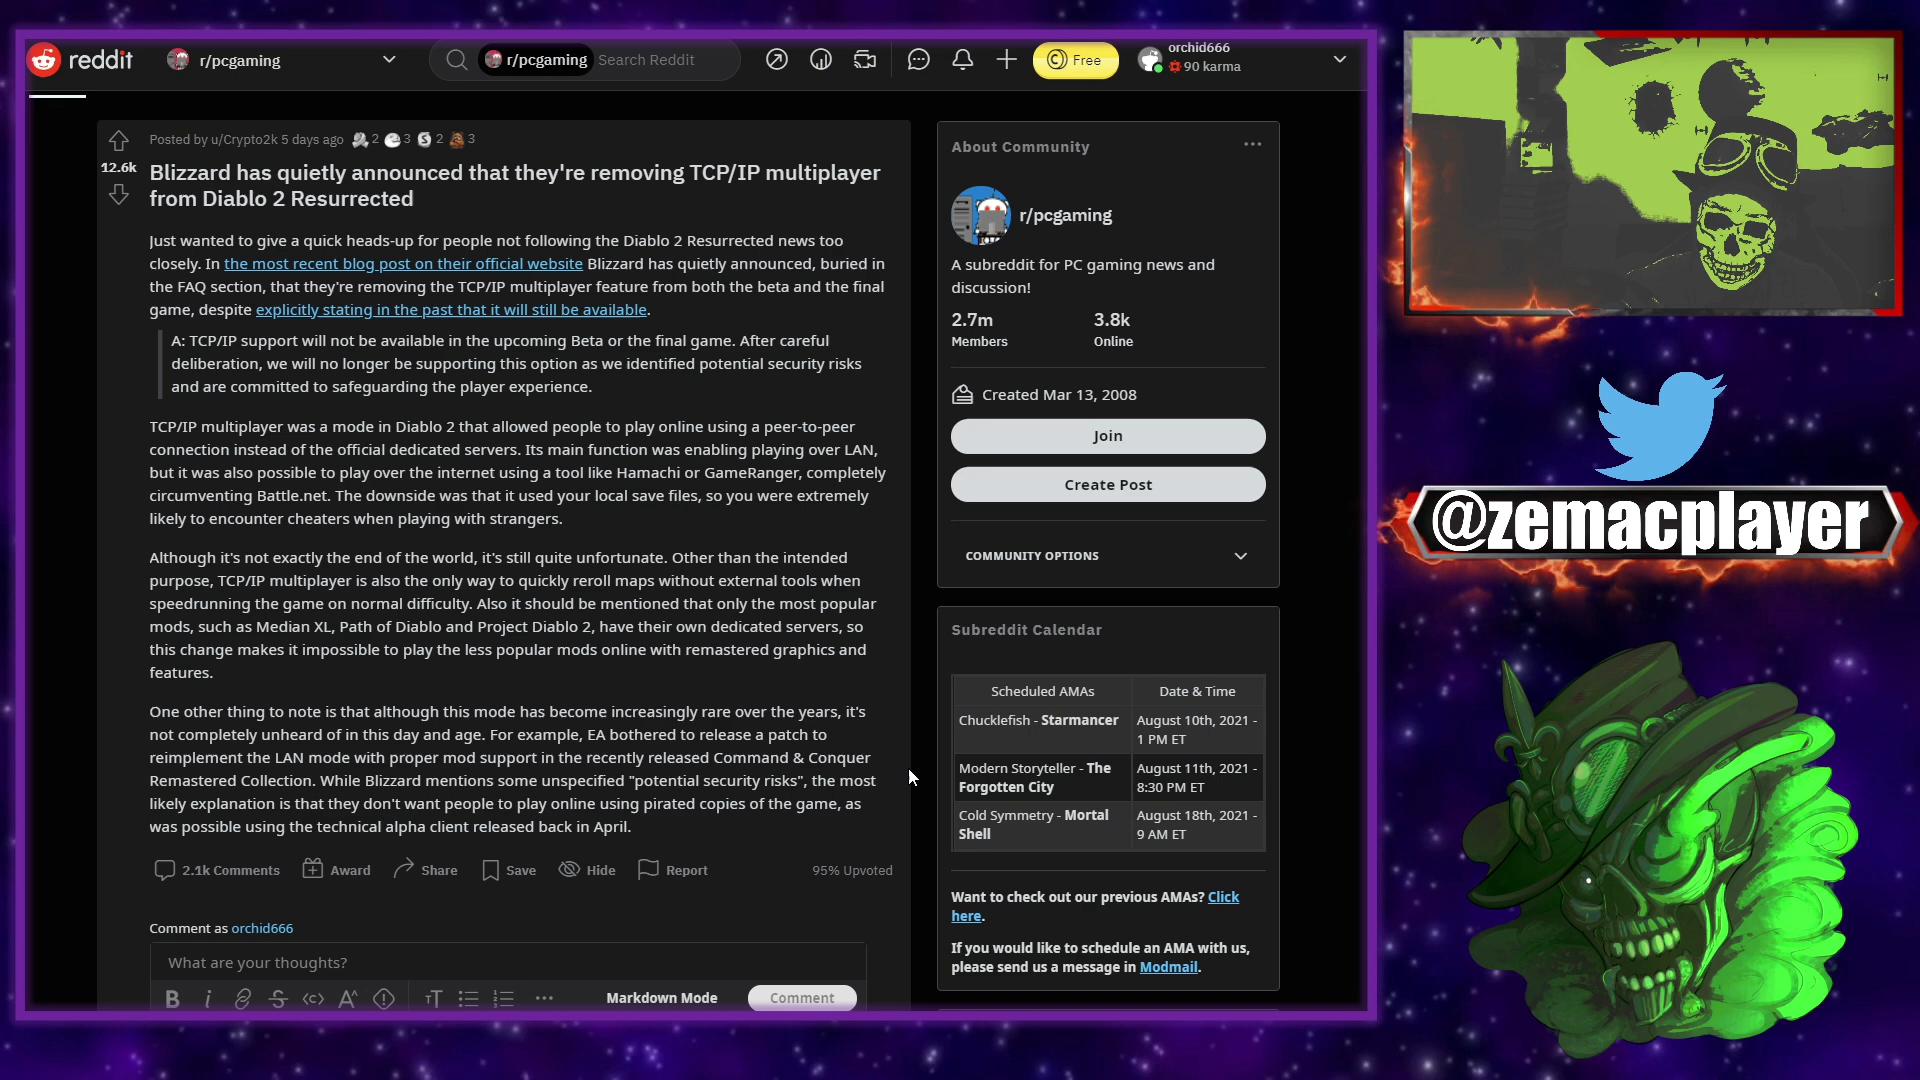 reddit
r/pcgaming
r/pcgaming Search Reddit
Free
orchid666
90 karma
Posted by u/Crypto2k 5 days ago 2 3 2 3
12.6k
Blizzard has quietly announced that they're removing TCP/IP multiplayer
from Diablo 2 Resurrected
Just wanted to give a quick heads-up for people not following the Diablo 2 Resurrected news too
closely. In the most recent blog post on their official website Blizzard has quietly announced, buried in
the FAQ section, that they're removing the TCP/IP multiplayer feature from both the beta and the final
game, despite explicitly stating in the past that it will still be available.
A: TCP/IP support will not be available in the upcoming Beta or the final game. After careful
deliberation, we will no longer be supporting this option as we identified potential security risks
and are committed to safeguarding the player experience.
TCP/IP multiplayer was a mode in Diablo 2 that allowed people to play online using a peer-to-peer
connection instead of the official dedicated servers. Its main function was enabling playing over LAN,
but it was also possible to play over the internet using a tool like Hamachi or GameRanger, completely
circumventing Battle.net. The downside was that it used your local save files, so you were extremely
likely to encounter cheaters when playing with strangers.
Although it's not exactly the end of the world, it's still quite unfortunate. Other than the intended
purpose, TCP/IP multiplayer is also the only way to quickly reroll maps without external tools when
speedrunning the game on normal difficulty. Also it should be mentioned that only the most popular
mods, such as Median XL, Path of Diablo and Project Diablo 2, have their own dedicated servers, so
this change makes it impossible to play the less popular mods online with remastered graphics and
features.
One other thing to note is that although this mode has become increasingly rare over the years, it's
not completely unheard of in this day and age. For example, EA bothered to release a patch to
reimplement the LAN mode with proper mod support in the recently released Command & Conquer
Remastered Collection. While Blizzard mentions some unspecified "potential security risks", the most
likely explanation is that they don't want people to play online using pirated copies of the game, as
was possible using the technical alpha client released back in April.
2.1k Comments Award Share Save Hide Report 95% Upvoted
Comment as orchid666
What are your thoughts?
Markdown Mode Comment
About Community
r/pcgaming
A subreddit for PC gaming news and
discussion!
2.7m 3.8k
Members Online
Created Mar 13, 2008
Join
Create Post
COMMUNITY OPTIONS
Subreddit Calendar
Scheduled AMAs Date & Time
Chucklefish - Starmancer August 10th, 2021 -
1 PM ET
Modern Storyteller - The August 11th, 2021 -
Forgotten City 8:30 PM ET
Cold Symmetry - Mortal August 18th, 2021 -
Shell 9 AM ET
Want to check out our previous AMAs? Click
here.
If you would like to schedule an AMA with us,
please send us a message in Modmail.
@zemacplayer